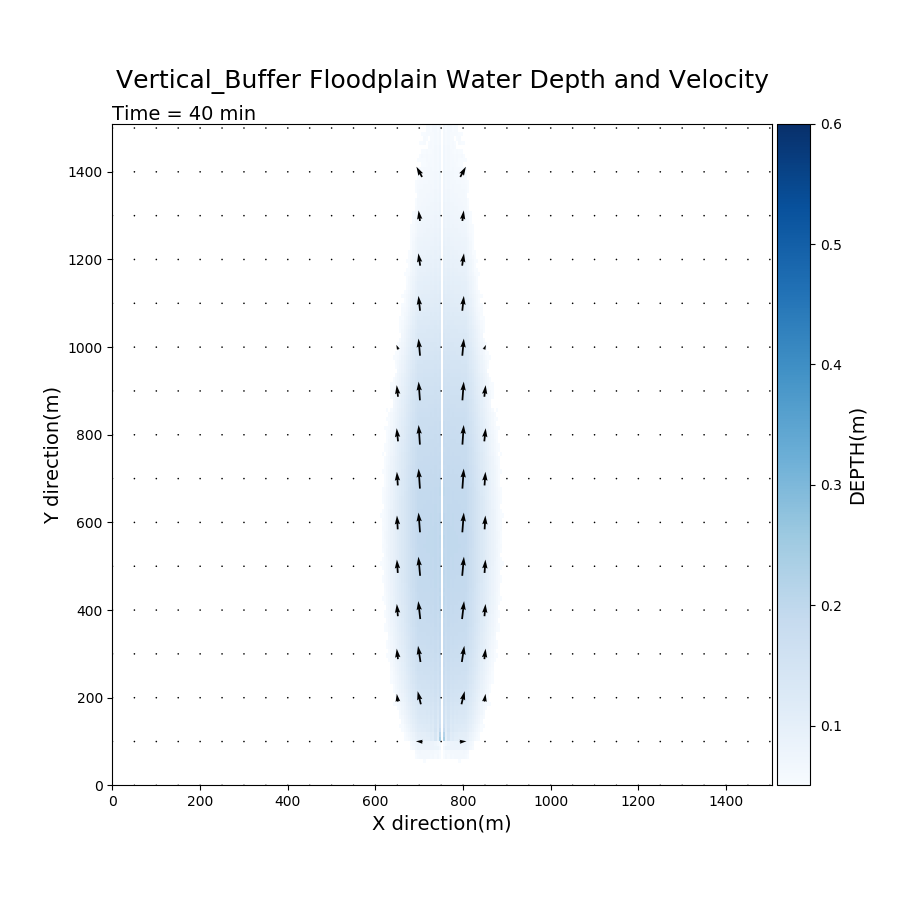 Vertical_Buffer Floodplain Water Depth and Velocity
Time = 40 min
0.6
0.5
0.4
0.3
0.2
0.1
DEPTH(m)
1400
1200
1000
800
600
400
200
0
Y direction(m)
0 200 400 600 800 1000 1200 1400
X direction(m)